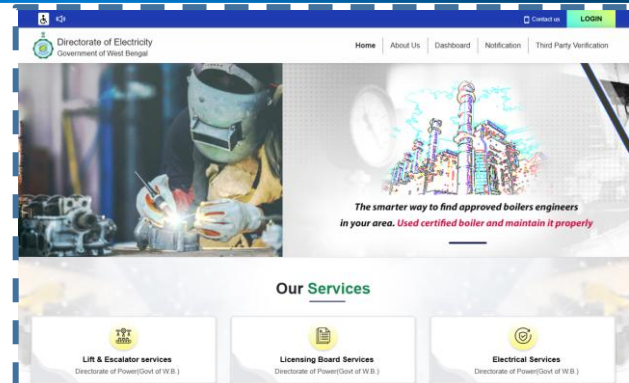 Contact us
LOGIN
Directorate of Electricity
Government of West Bengal
Home
About Us
Dashboard
Notification
Third Party Verification
The smarter way to find approved boilers engineers
in your area. Used certified boiler and maintain it properly
Our Services
Lift & Escalator services
Directorate of Power(Govt of W.B.)
Licensing Board Services
Directorate of Power(Govt of W.B.)
Electrical Services
Directorate of Power(Govt of W.B.)